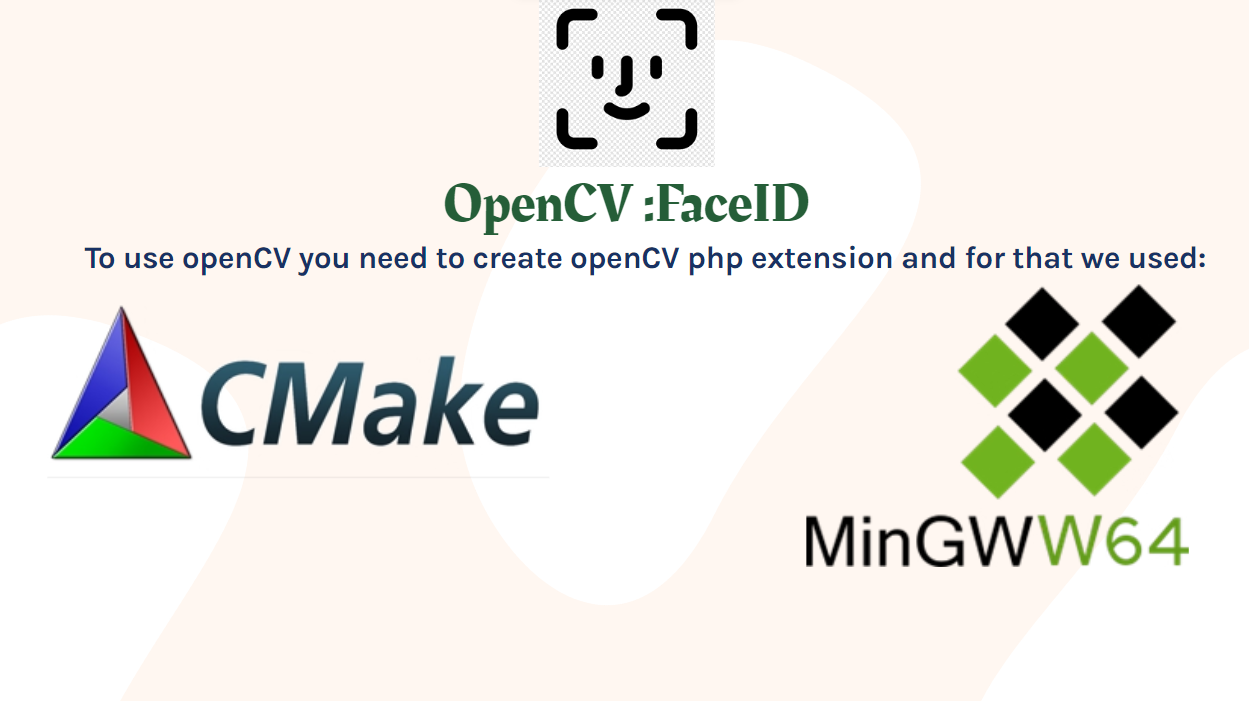 OpenCV :FaceID
To use openCV you need to create openCV php extension and for that we used:
CMake
MinGWW64